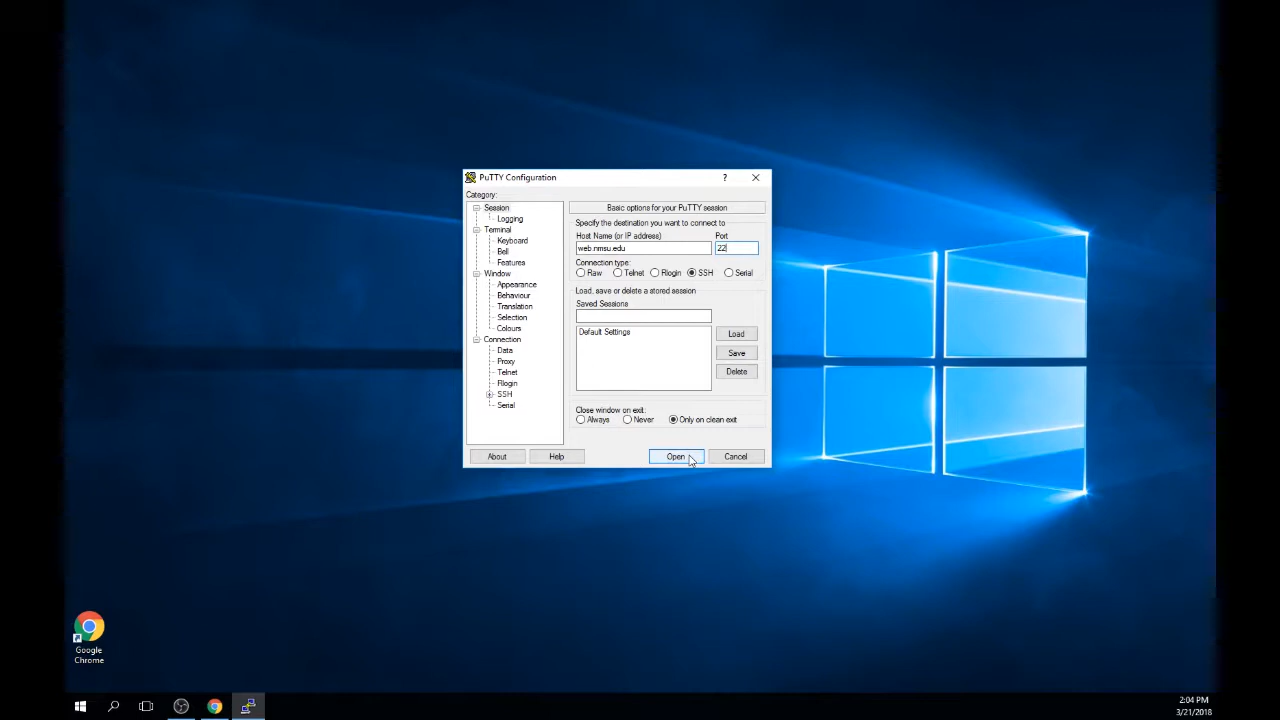 PuTTY Configuration
?
Category:
Session
Logging
Terminal
Keyboard
Bell
Features
Window
Appearance
Behaviour
Translation
Selection
Colours
Connection
Data
Proxy
Telnet
Rlogin
SSH
Serial
Basic options for your PuTTY session
Specify the destination you want to connect to
Host Name (or IP address) Port
web.nmsu.edu 22
Connection type:
Raw Telnet Rlogin SSH Serial
Load, save or delete a stored session
Saved Sessions
Default Settings
Load
Save
Delete
Close window on exit:
Always Never Only on clean exit
About Help Open Cancel
Google
Chrome
2:04 PM
3/21/2018